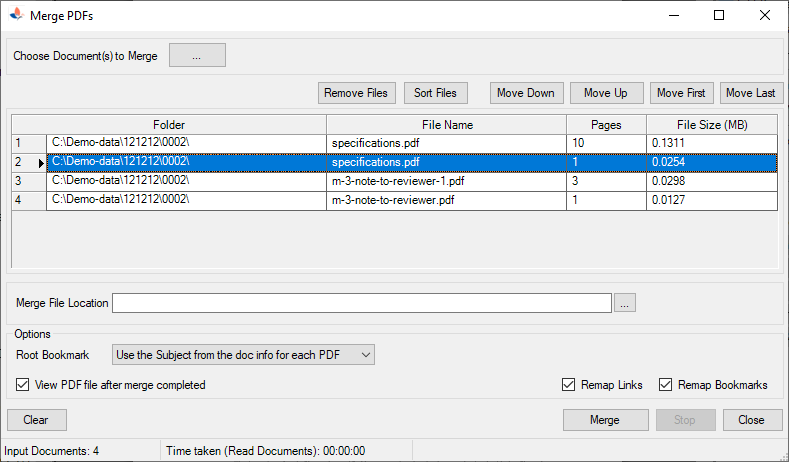 Merge PDFs
Choose Document(s) to Merge ...
Remove Files Sort Files Move Down Move Up Move First Move Last
Folder File Name Pages File Size (MB)
1 C:\Demo-data\121212\0002\ specifications.pdf 10 0.1311
2 C:\Demo-data\121212\0002\ specifications.pdf 1 0.0254
3 C:\Demo-data\121212\0002\ m-3-note-to-reviewer-1.pdf 3 0.0298
4 C:\Demo-data\121212\0002\ m-3-note-to-reviewer.pdf 1 0.0127
Merge File Location ...
Options
Root Bookmark Use the Subject from the doc info for each PDF
View PDF file after merge completed Remap Links Remap Bookmarks
Clear Merge Stop Close
Input Documents: 4 Time taken (Read Documents): 00:00:00